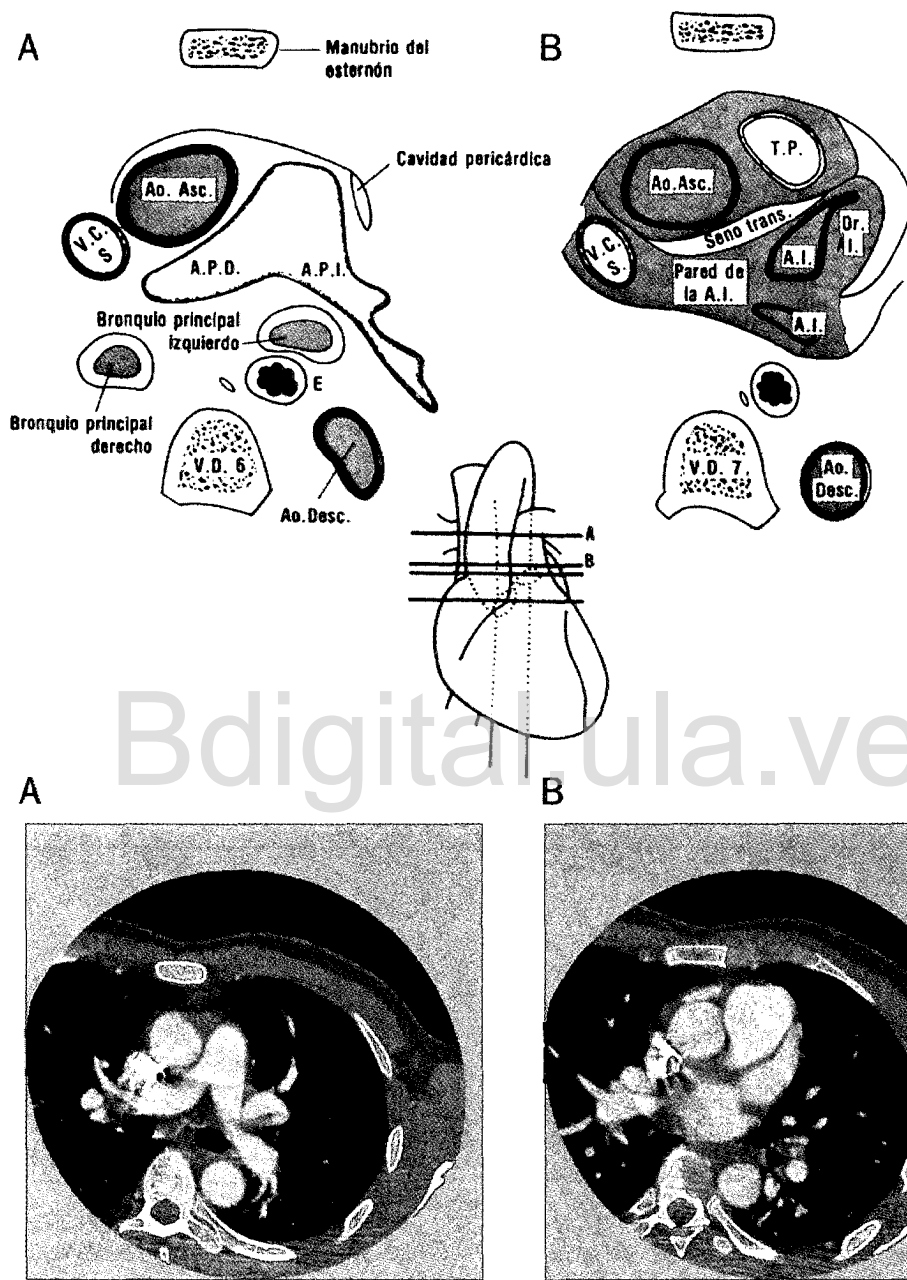 A
Manubrio del
esternón
Cavidad pericárdica
Ao. Asc.
V.C.
S
A.P.D.
A.P.I.
Bronquio principal
izquierdo
E
Bronquio principal
derecho
V.D. 6
Ao.Desc.
B
T.P.
Ao.Asc.
Seno trans.
V.C.
S.
Pared de
la A.I.
A.I.
Or.
I.
A.I.
V.D. 7
Ao.
Desc.
A
B
Bdigital.ula.ve
A
B